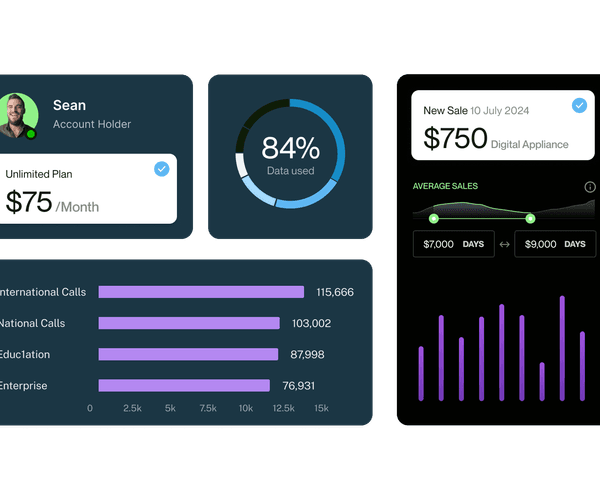 Sean
Account Holder
Unlimited Plan
$75 /Month
84%
Data used
New Sale 10 July 2024
$750 Digital Appliance
AVERAGE SALES
$7,000 DAYS
$9,000 DAYS
International Calls 115,666
National Calls 103,002
Educ1ation 87,998
Enterprise 76,931
0 2.5k 5k 7.5k 10k 12.5k 15k